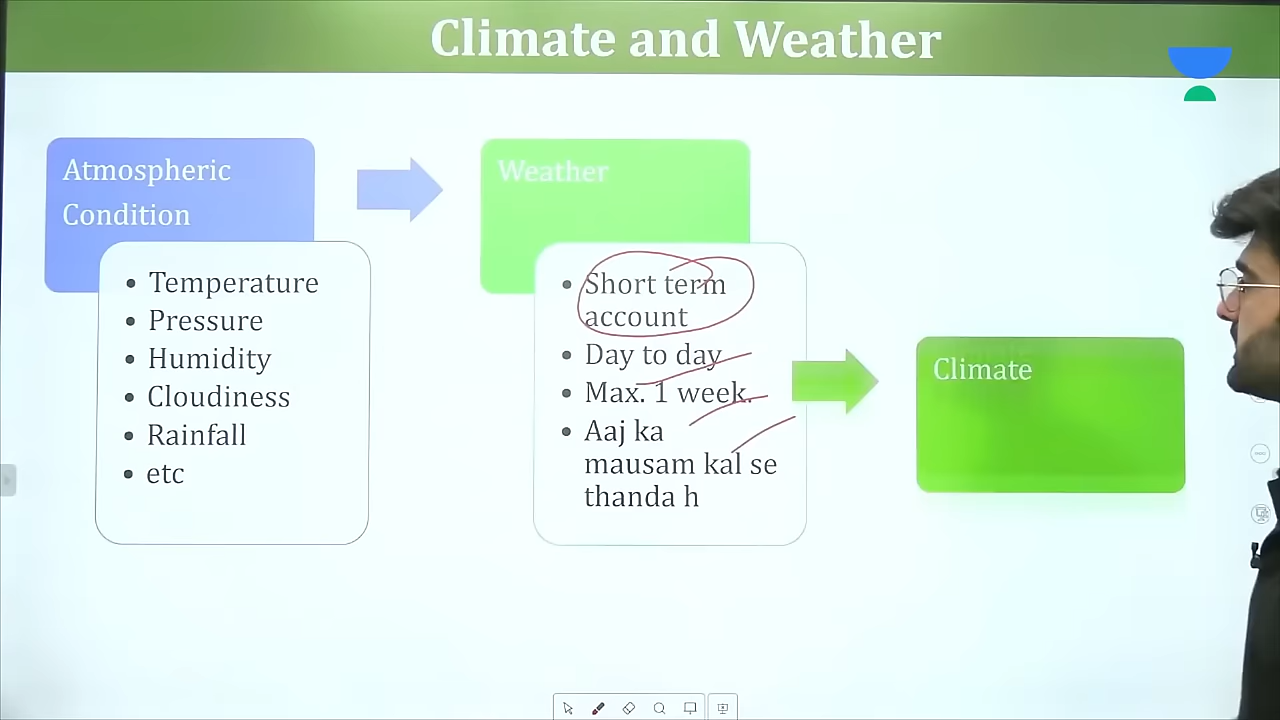 Climate and Weather
Atmospheric
Condition
Temperature
Pressure
Humidity
Cloudiness
Rainfall
etc
Weather
Short term
account
Day to day
Max. 1 week.
Aaj ka
mausam kal se
thanda h
Climate